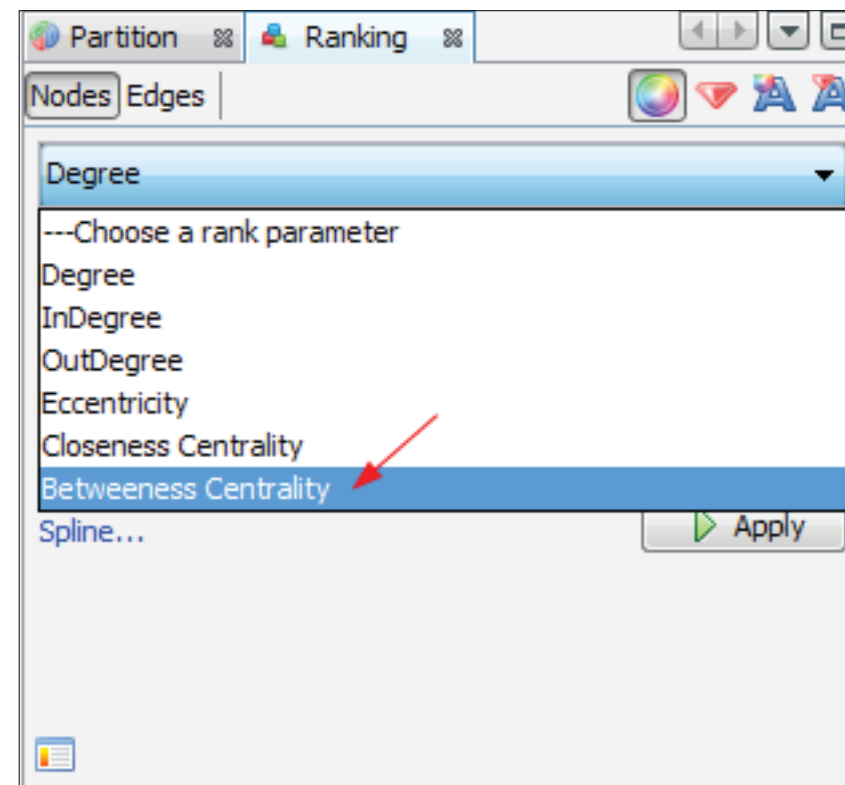 Partition Ranking
Nodes Edges
Degree
---Choose a rank parameter
Degree
InDegree
OutDegree
Eccentricity
Closeness Centrality
Betweeness Centrality
Spline... Apply